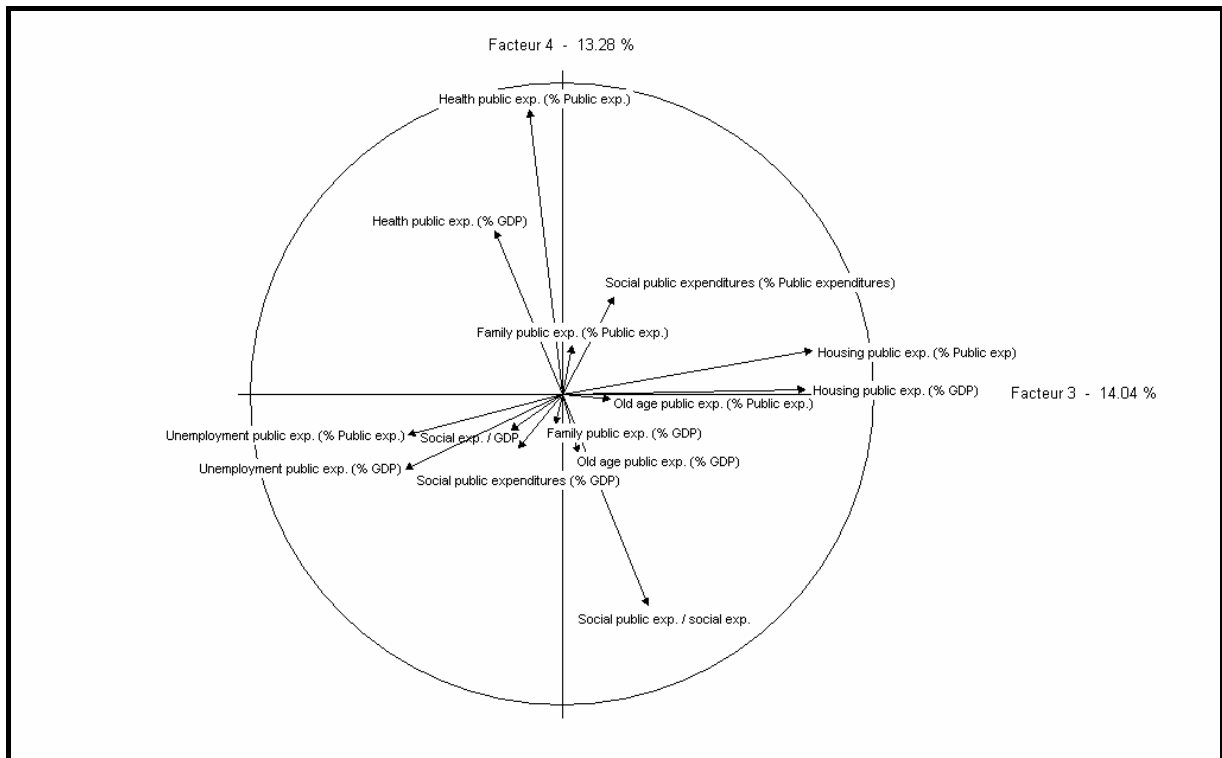 Facteur 4 - 13.28 %
Health public exp. (% Public exp.)
Health public exp. (% GDP)
Social public expenditures (% Public expenditures)
Family public exp. (% Public exp.)
Housing public exp. (% Public exp)
Housing public exp. (% GDP)
Facteur 3 - 14.04 %
Old age public exp. (% Public exp.)
Unemployment public exp. (% Public exp.)
Social exp. / GDP
Family public exp. (% GDP)
Unemployment public exp. (% GDP)
Old age public exp. (% GDP)
Social public expenditures (% GDP)
Social public exp. / social exp.